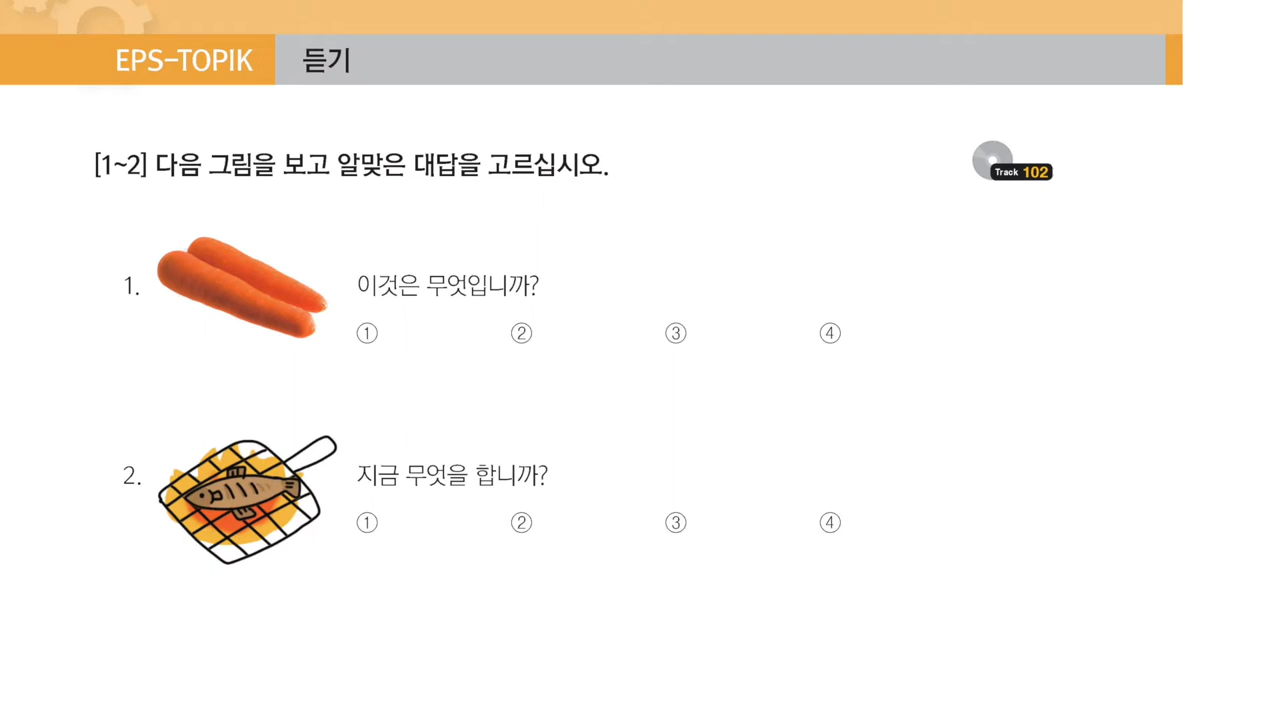 EPS-TOPIK 듣기
[1~2] 다음 그림을 보고 알맞은 대답을 고르십시오.
Track 102
1. 이것은 무엇입니까?
① ② ③ ④
2. 지금 무엇을 합니까?
① ② ③ ④